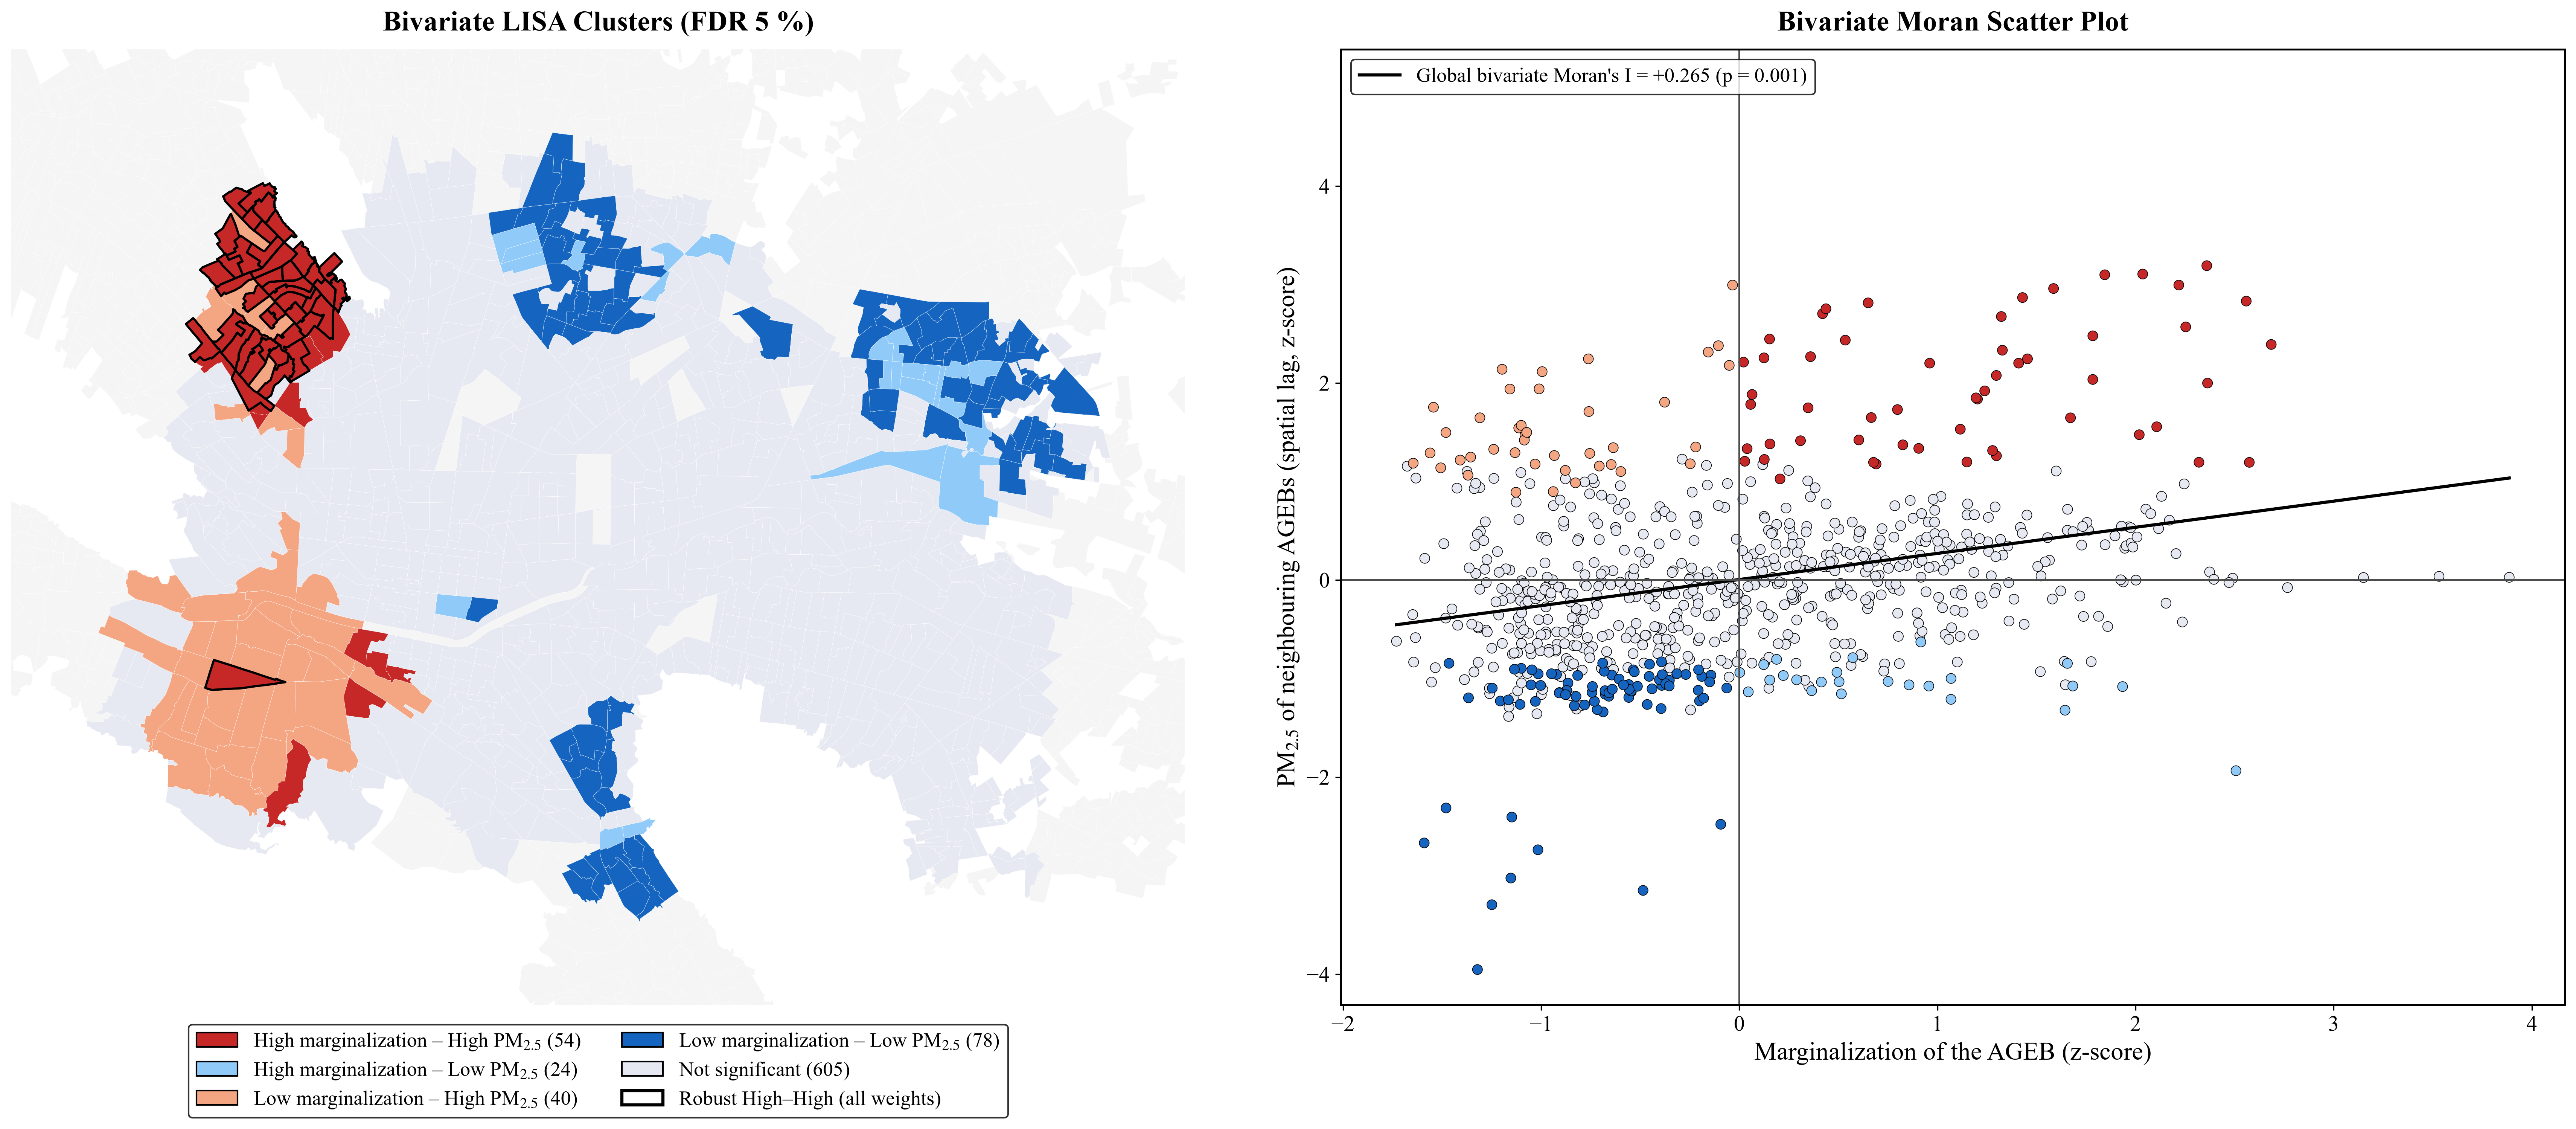 Bivariate LISA Clusters (FDR 5 %)
High marginalization – High PM2.5 (54)
High marginalization – Low PM2.5 (24)
Low marginalization – High PM2.5 (40)
Low marginalization – Low PM2.5 (78)
Not significant (605)
Robust High–High (all weights)
Bivariate Moran Scatter Plot
Global bivariate Moran's I = +0.265 (p = 0.001)
PM2.5 of neighbouring AGEBs (spatial lag, z-score)
4
2
0
−2
−4
−2
−1
0
1
2
3
4
Marginalization of the AGEB (z-score)